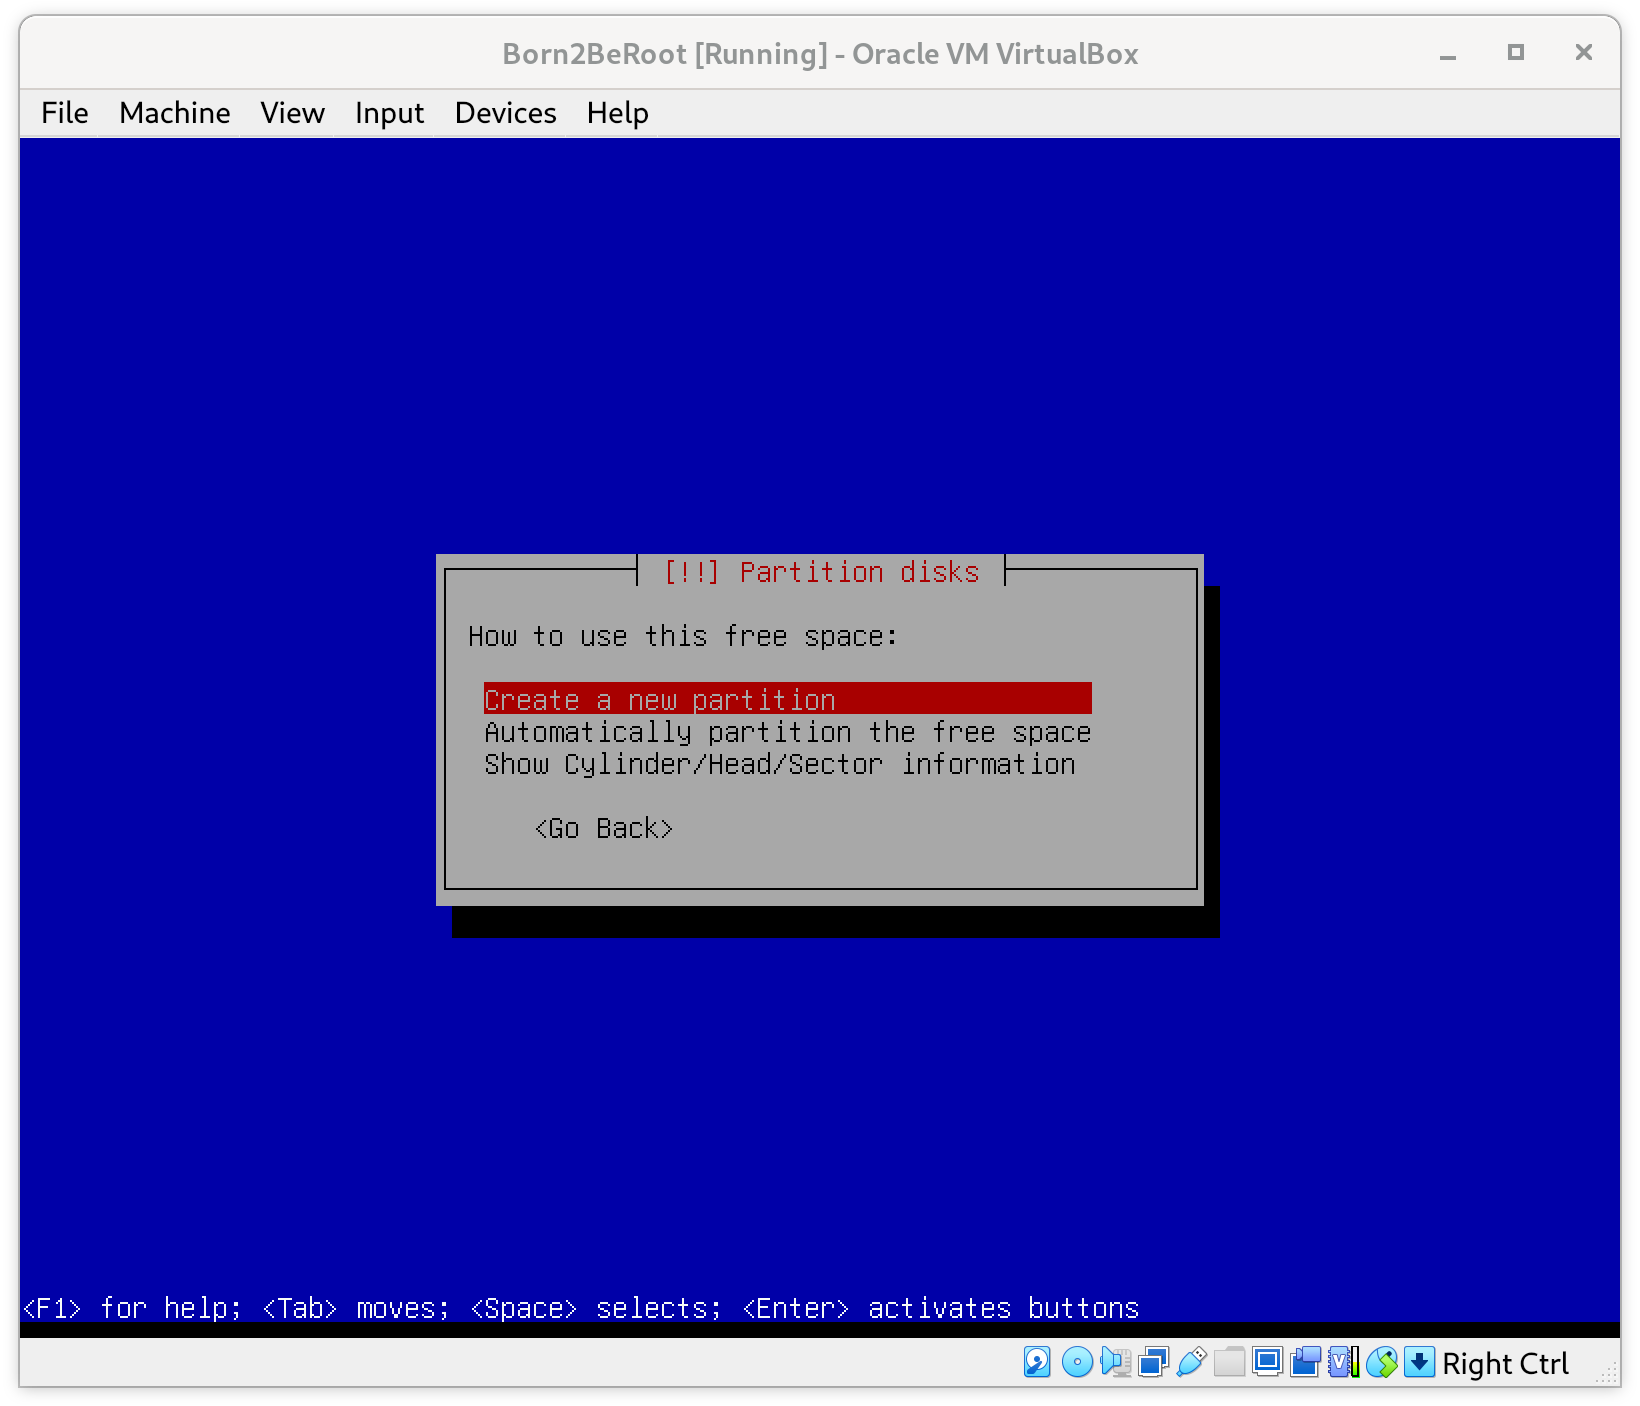 Born2BeRoot [Running] - Oracle VM VirtualBox
File Machine View Input Devices Help
[!!] Partition disks
How to use this free space:
Create a new partition
Automatically partition the free space
Show Cylinder/Head/Sector information
<Go Back>
<F1> for help; <Tab> moves; <Space> selects; <Enter> activates buttons
Right Ctrl